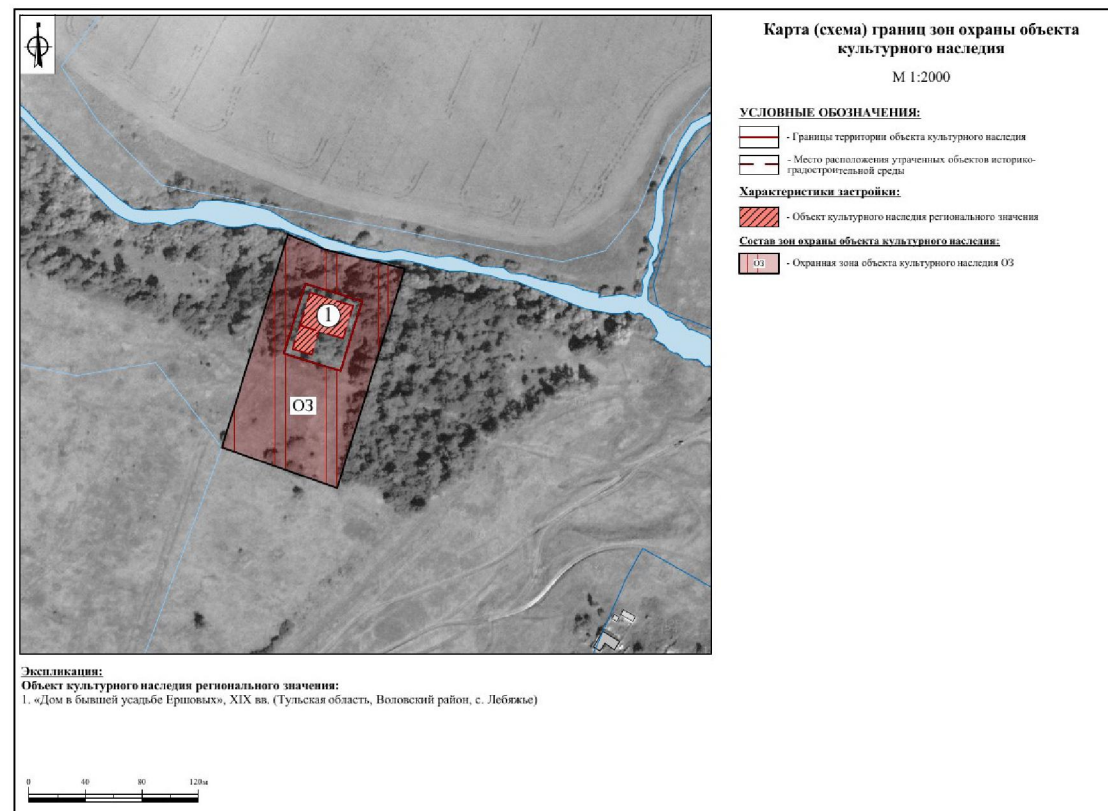 Карта (схема) границ зон охраны объекта
культурного наследия
М 1:2000
УСЛОВНЫЕ ОБОЗНАЧЕНИЯ:
- Границы территории объекта культурного наследия
- Место расположения утраченных объектов историко-
градостроительной среды
Характеристики застройки:
- Объект культурного наследия регионального значения
Состав зон охраны объекта культурного наследия:
ОЗ - Охранная зона объекта культурного наследия ОЗ
1
ОЗ
Экспликация:
Объект культурного наследия регионального значения:
1. «Дом в бывшей усадьбе Ершовых», XIX вв. (Тульская область, Воловский район, с. Лебяжье)
0 40 80 120м